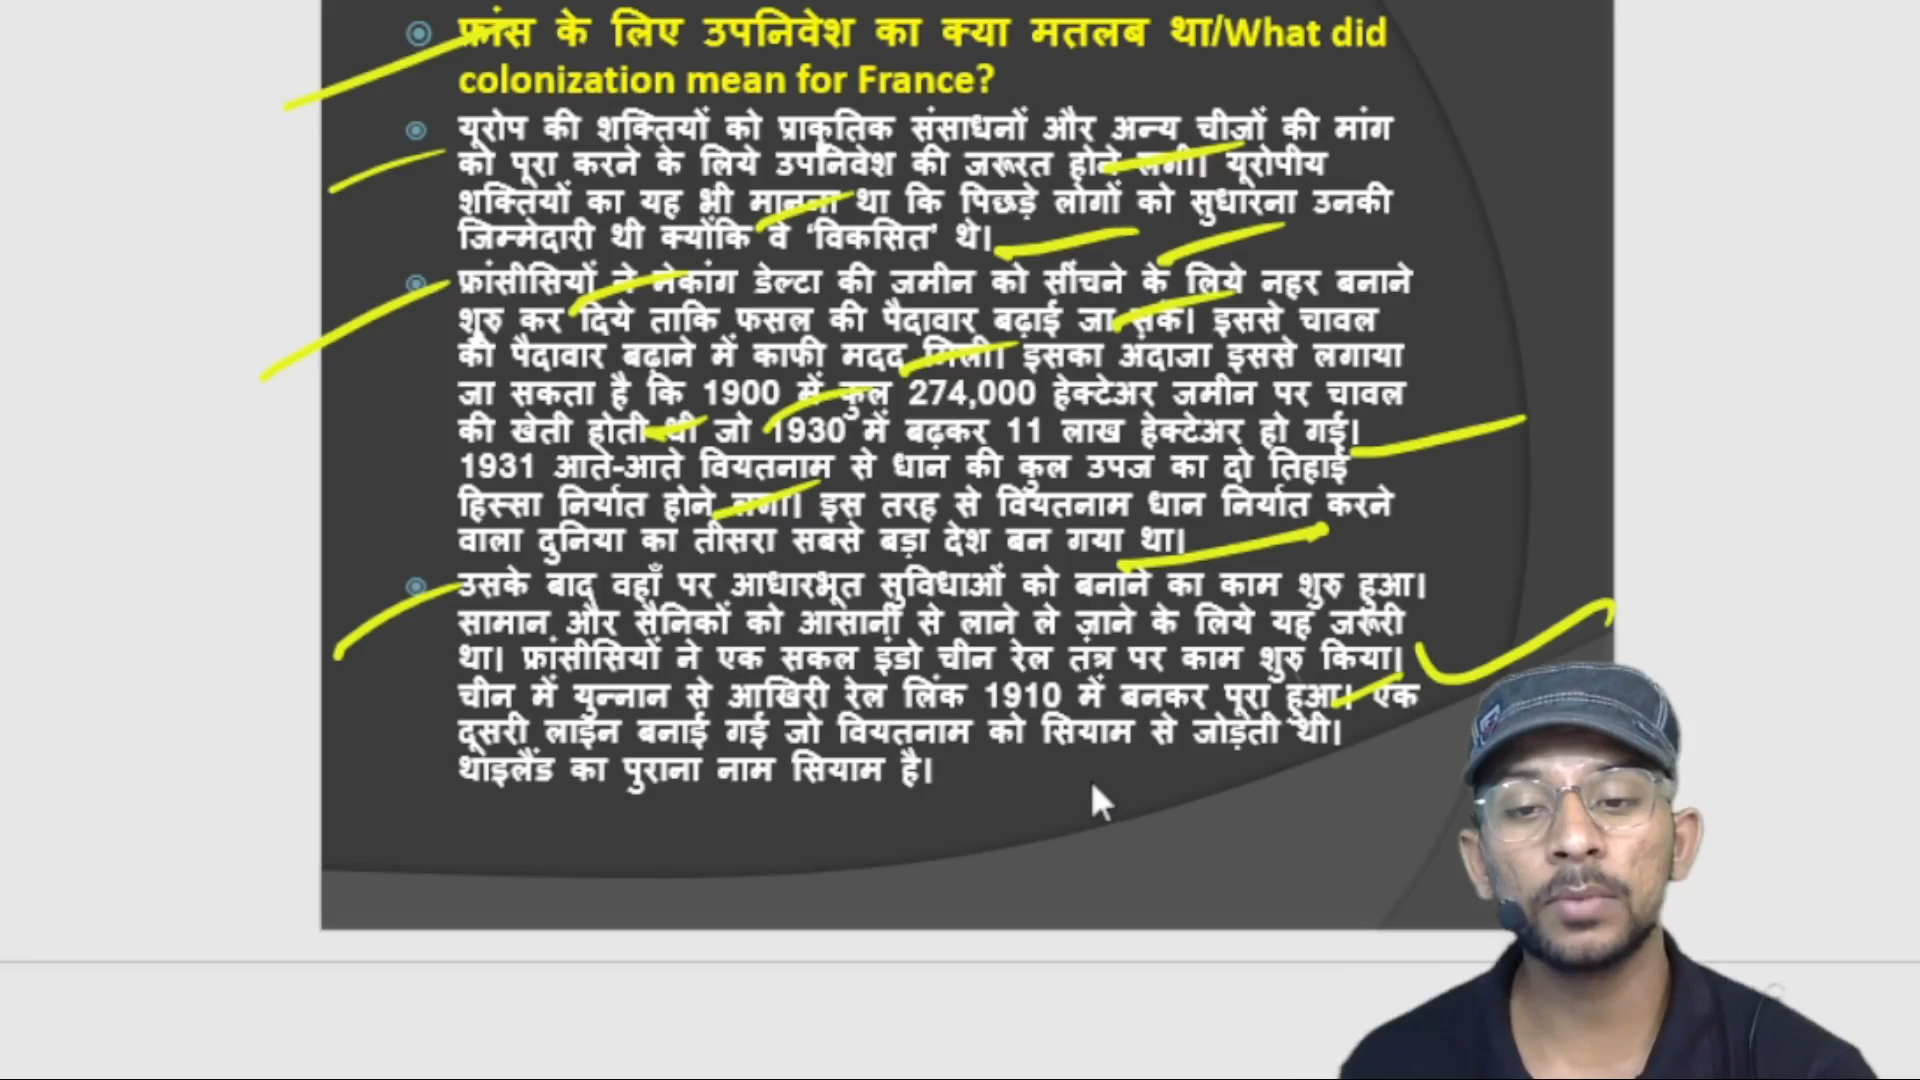 फ्रांस के लिए उपनिवेश का क्या मतलब था/What did
colonization mean for France?
यूरोप की शक्तियों को प्राकृतिक संसाधनों और अन्य चीजों की मांग
को पूरा करने के लिये उपनिवेश की जरूरत होने लगी। यूरोपीय
शक्तियों का यह भी मानना था कि पिछड़े लोगों को सुधारना उनकी
जिम्मेदारी थी क्योंकि वे ‘विकसित’ थे।
फ्रांसीसियों ने मेकांग डेल्टा की जमीन को सींचने के लिये नहर बनाने
शुरु कर दिये ताकि फसल की पैदावार बढ़ाई जा सके। इससे चावल
की पैदावार बढ़ाने में काफी मदद मिली। इसका अंदाजा इससे लगाया
जा सकता है कि 1900 में कुल 274,000 हेक्टेअर जमीन पर चावल
की खेती होती थी जो 1930 में बढ़कर 11 लाख हेक्टेअर हो गई।
1931 आते-आते वियतनाम से धान की कुल उपज का दो तिहाई
हिस्सा निर्यात होने लगा। इस तरह से वियतनाम धान निर्यात करने
वाला दुनिया का तीसरा सबसे बड़ा देश बन गया था।
उसके बाद वहाँ पर आधारभूत सुविधाओं को बनाने का काम शुरु हुआ।
सामान और सैनिकों को आसानी से लाने ले जाने के लिये यह जरूरी
था। फ्रांसीसियों ने एक सकल इंडो चीन रेल तंत्र पर काम शुरु किया।
चीन में युन्नान से आखिरी रेल लिंक 1910 में बनकर पूरा हुआ। एक
दूसरी लाईन बनाई गई जो वियतनाम को सियाम से जोड़ती थी।
थाइलैंड का पुराना नाम सियाम है।